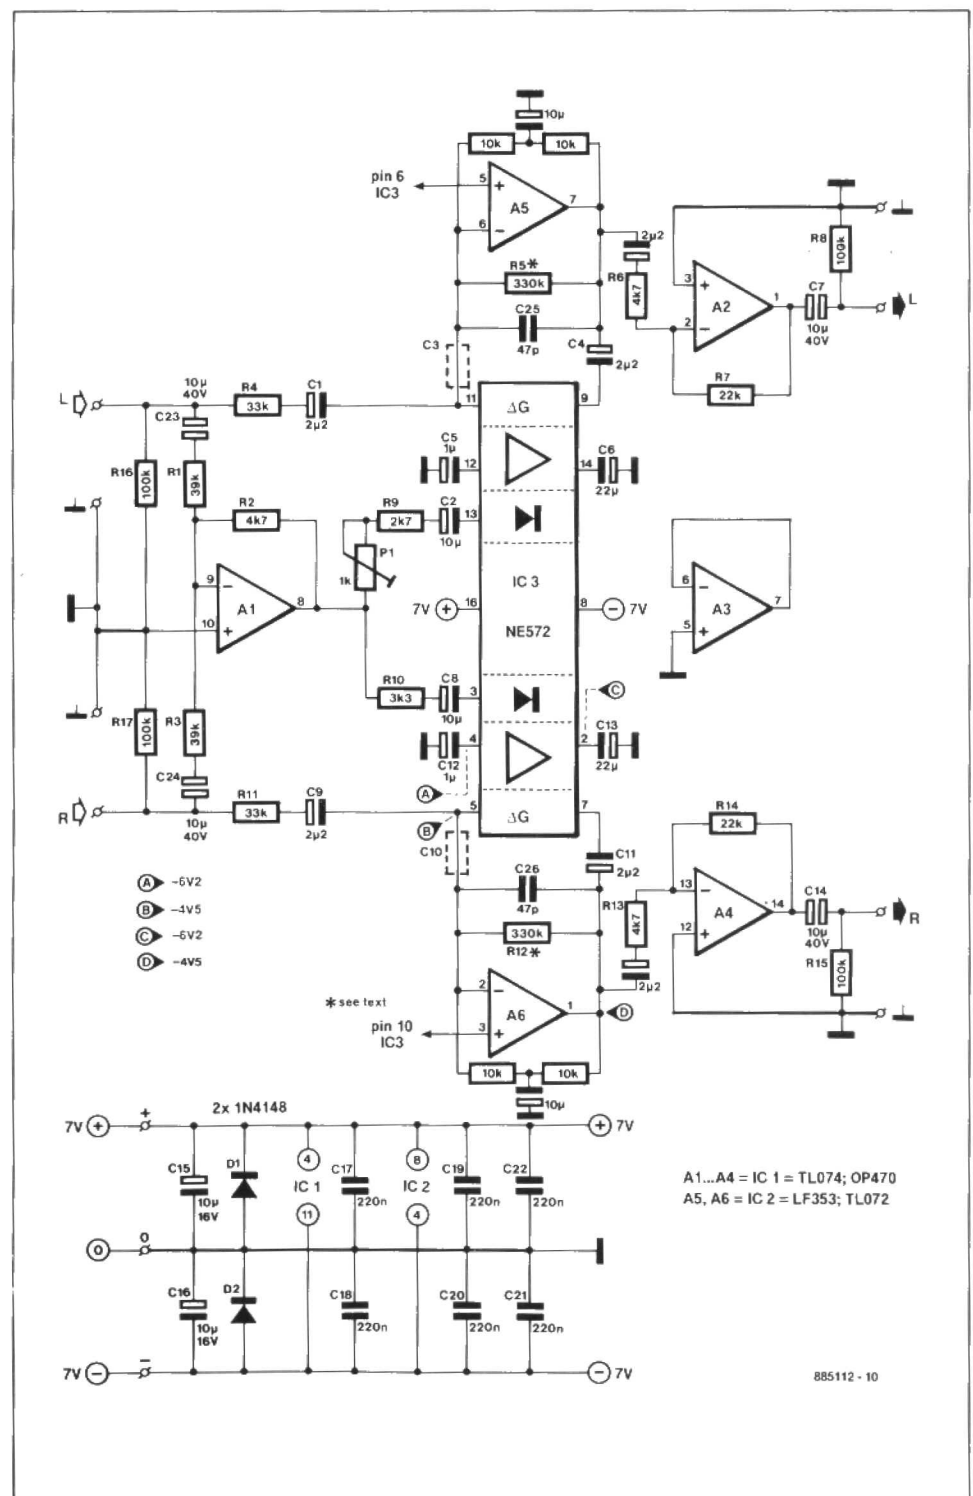 10µ
10k 10k
pin 6
IC3
5 + A5 7
6 −
2µ2
R8
100k
R5*
330k
R6
4k7
3 + A2 1
2 −
C7
10µ
40V
L
C25
47p
C3
C4
2µ2
R7
22k
L
10µ
40V
C23
R4
33k
C1
2µ2
11 ΔG 9
R16
100k
R1
39k
C5
1µ
12
14
C6
22µ
R2
4k7
R9
2k7
C2
10µ
13
P1
1k
IC 3
NE572
9 − A1 8
10 +
7V + 16
8 − 7V
6 − A3 7
5 +
R10
3k3
C8
10µ
3
C
R17
100k
R3
39k
4
C12
1µ
2
C13
22µ
C24
10µ
40V
R
R11
33k
C9
2µ2
A
B
5 ΔG 7
C10
C11
2µ2
R14
22k
C26
47p
R13
4k7
13 − A4 14
12 +
C14
10µ
40V
R
R15
100k
330k
R12*
2µ2
A −6V2
B −4V5
C −6V2
D −4V5
* see text
pin 10
IC3
2 − A6 1
3 +
D
10k 10k
10µ
2x 1N4148
7V + +
+ 7V
C15
10µ
16V
D1
4
IC 1
11
C17
220n
8
IC 2
4
C19
220n
C22
220n
A1...A4 = IC 1 = TL074; OP470
A5, A6 = IC 2 = LF353; TL072
0 0
C16
10µ
16V
D2
C18
220n
C20
220n
C21
220n
7V − −
− 7V
885112 - 10